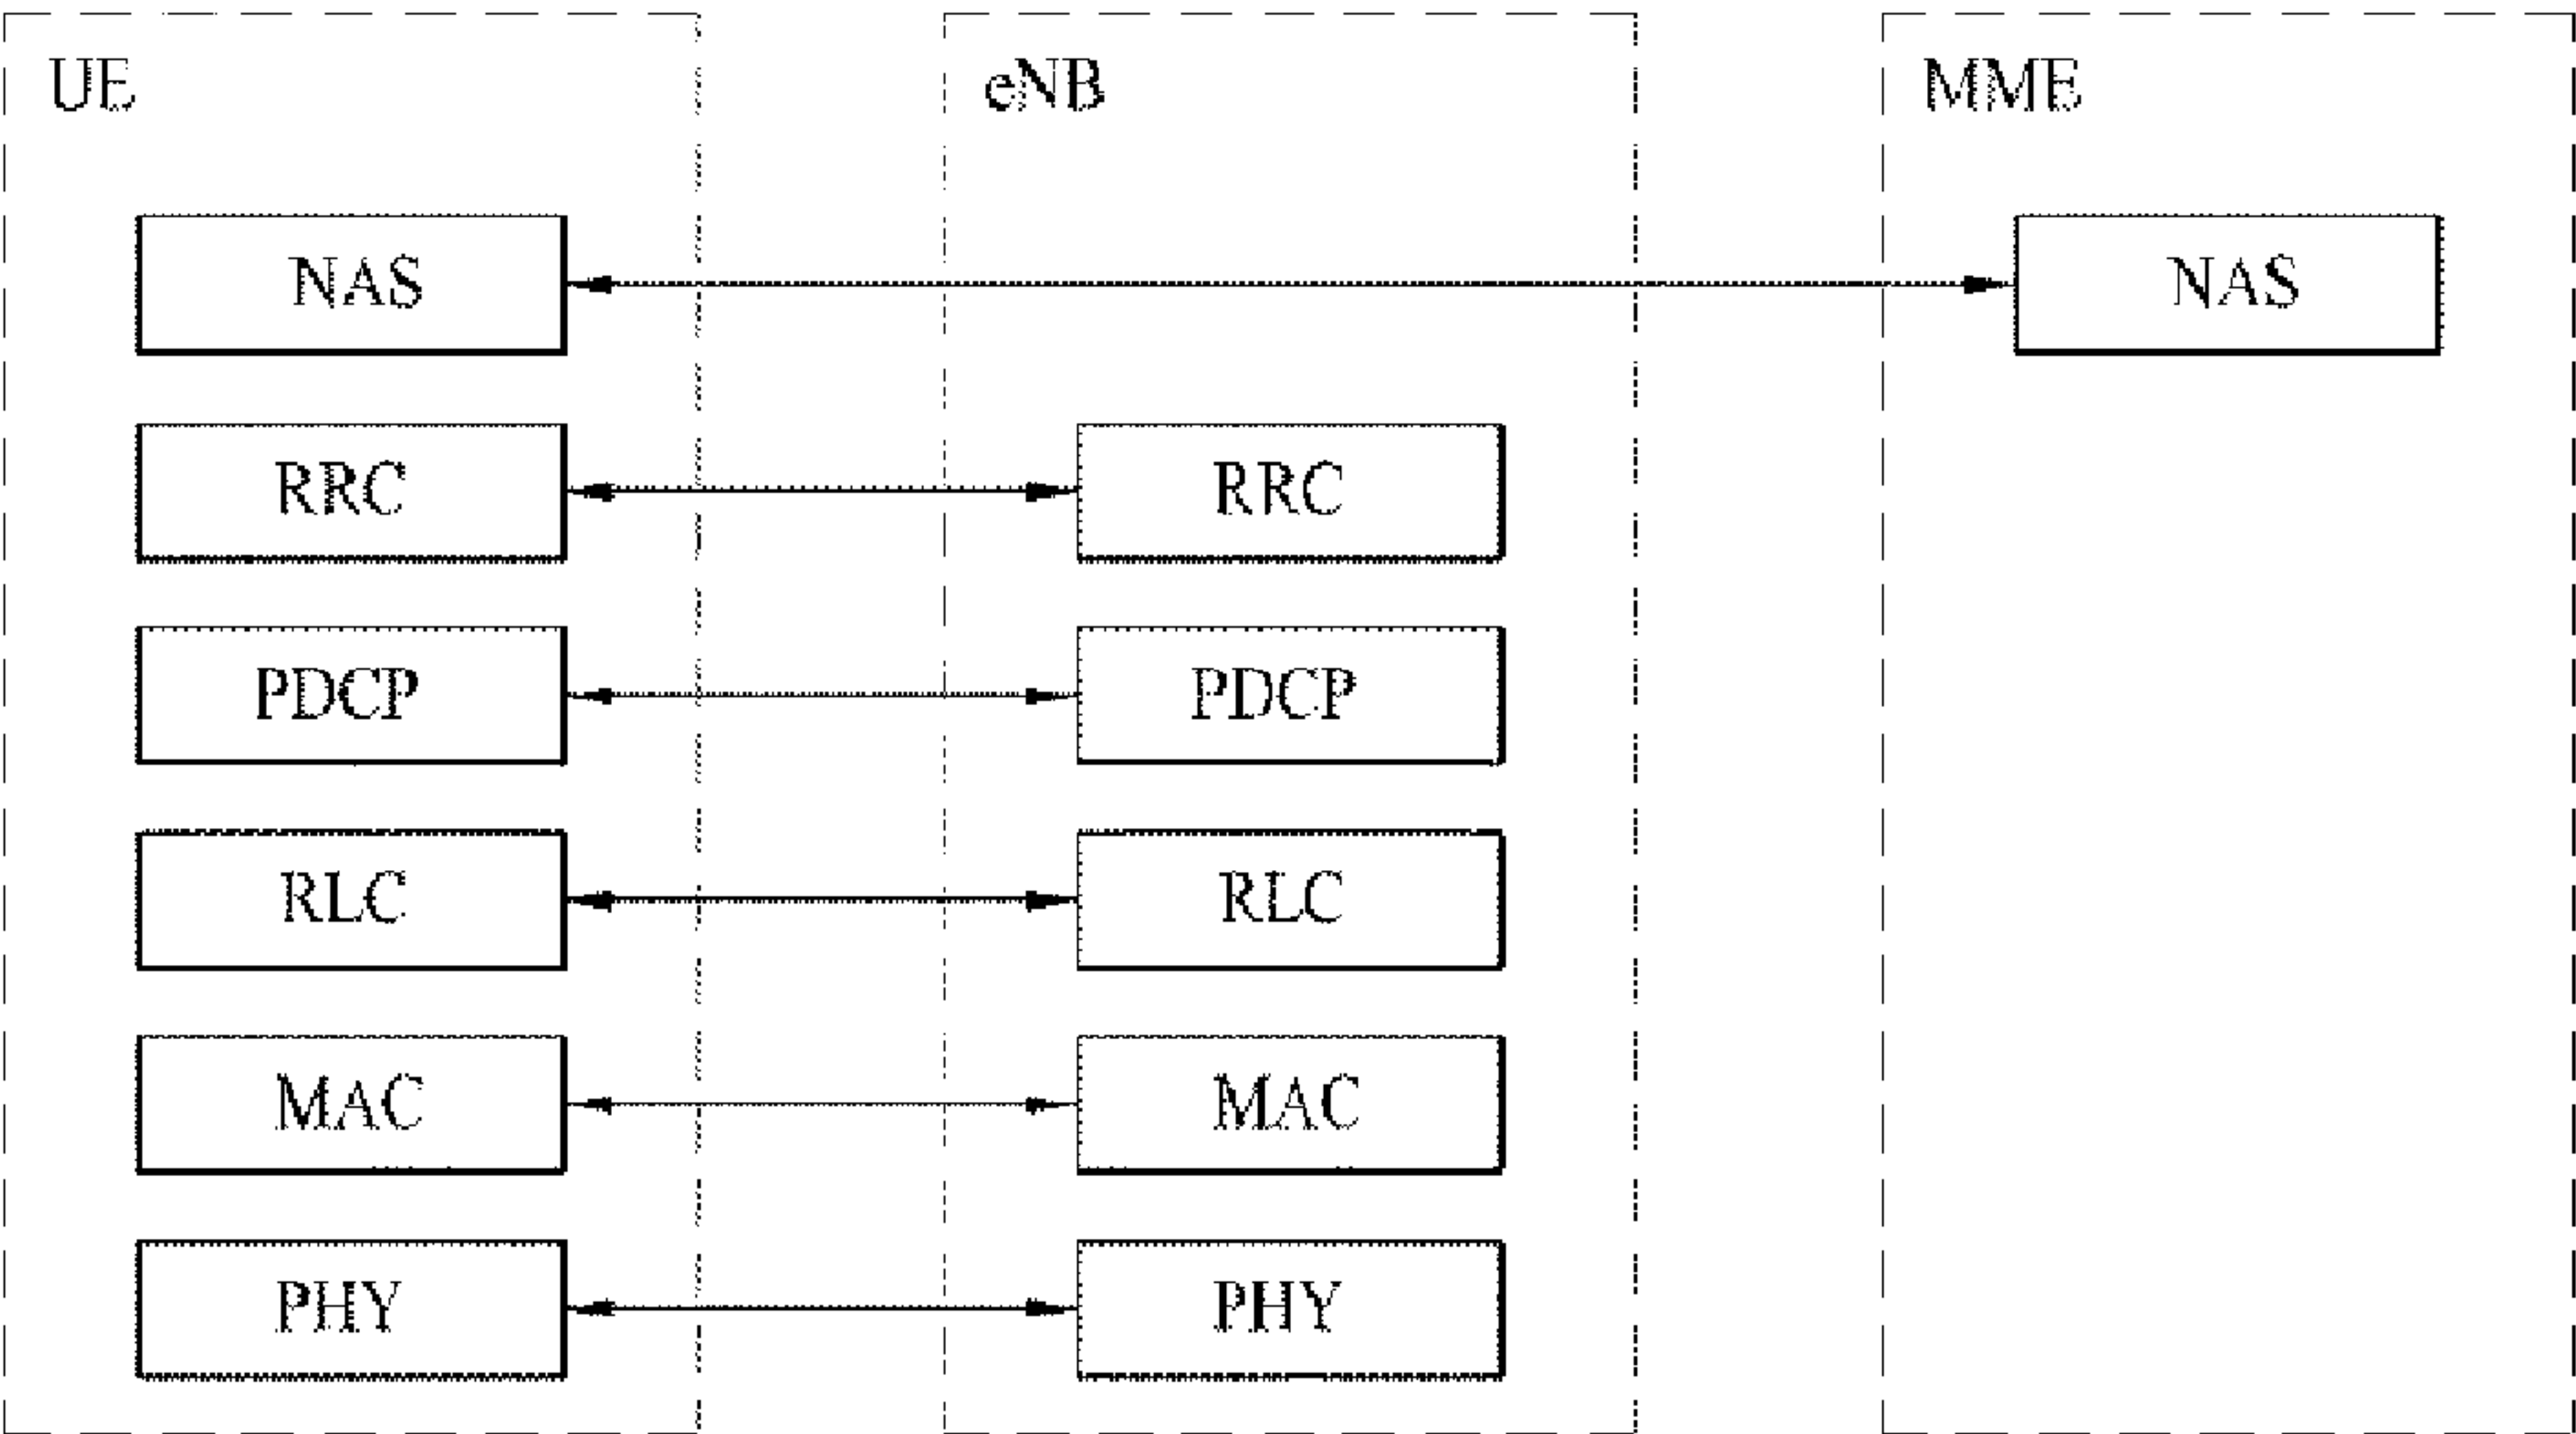 UE eNB MME
NAS NAS
RRC RRC
PDCP PDCP
RLC RLC
MAC MAC
PHY PHY